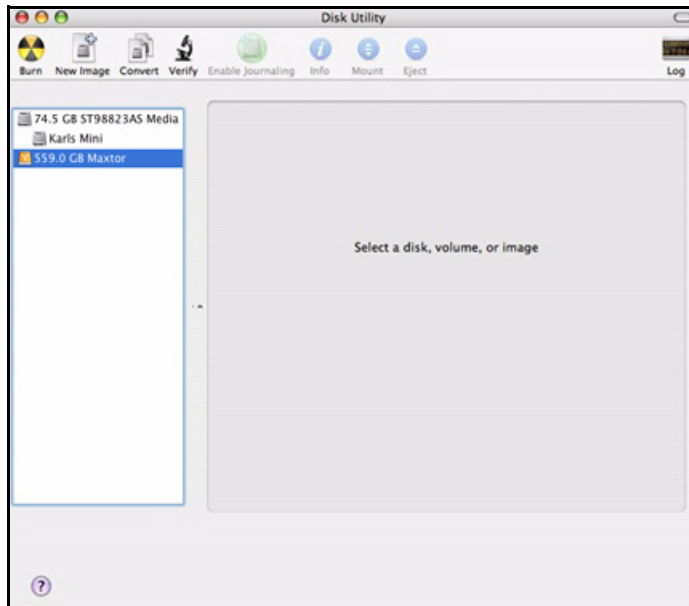 Disk Utility
Burn New Image Convert Verify Enable Journaling Info Mount Eject Log
74.5 GB ST98823AS Media
Karls Mini
559.0 GB Maxtor
Select a disk, volume, or image
?